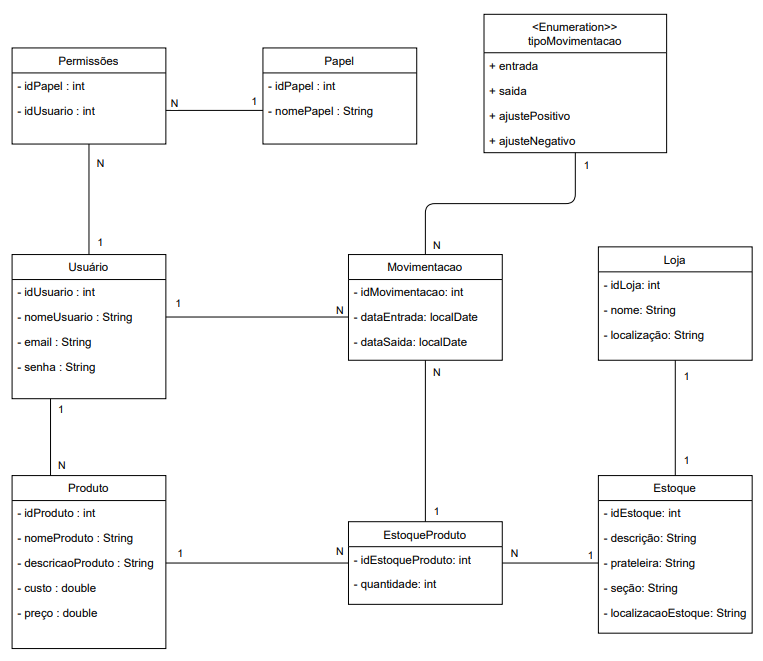 <Enumeration>>
tipoMovimentacao
+ entrada
+ saida
+ ajustePositivo
+ ajusteNegativo
Permissões
- idPapel : int
- idUsuario : int
Papel
- idPapel : int
- nomePapel : String
N
1
1
N
1
N
Usuário
- idUsuario : int
- nomeUsuario : String
- email : String
- senha : String
Movimentacao
- idMovimentacao: int
- dataEntrada: localDate
- dataSaida: localDate
Loja
- idLoja: int
- nome: String
- localização: String
1
N
1
N
N
1
1
1
Produto
- idProduto : int
- nomeProduto : String
- descricaoProduto : String
- custo : double
- preço : double
EstoqueProduto
- idEstoqueProduto: int
- quantidade: int
Estoque
- idEstoque: int
- descrição: String
- prateleira: String
- seção: String
- localizacaoEstoque: String
1
N
N
1